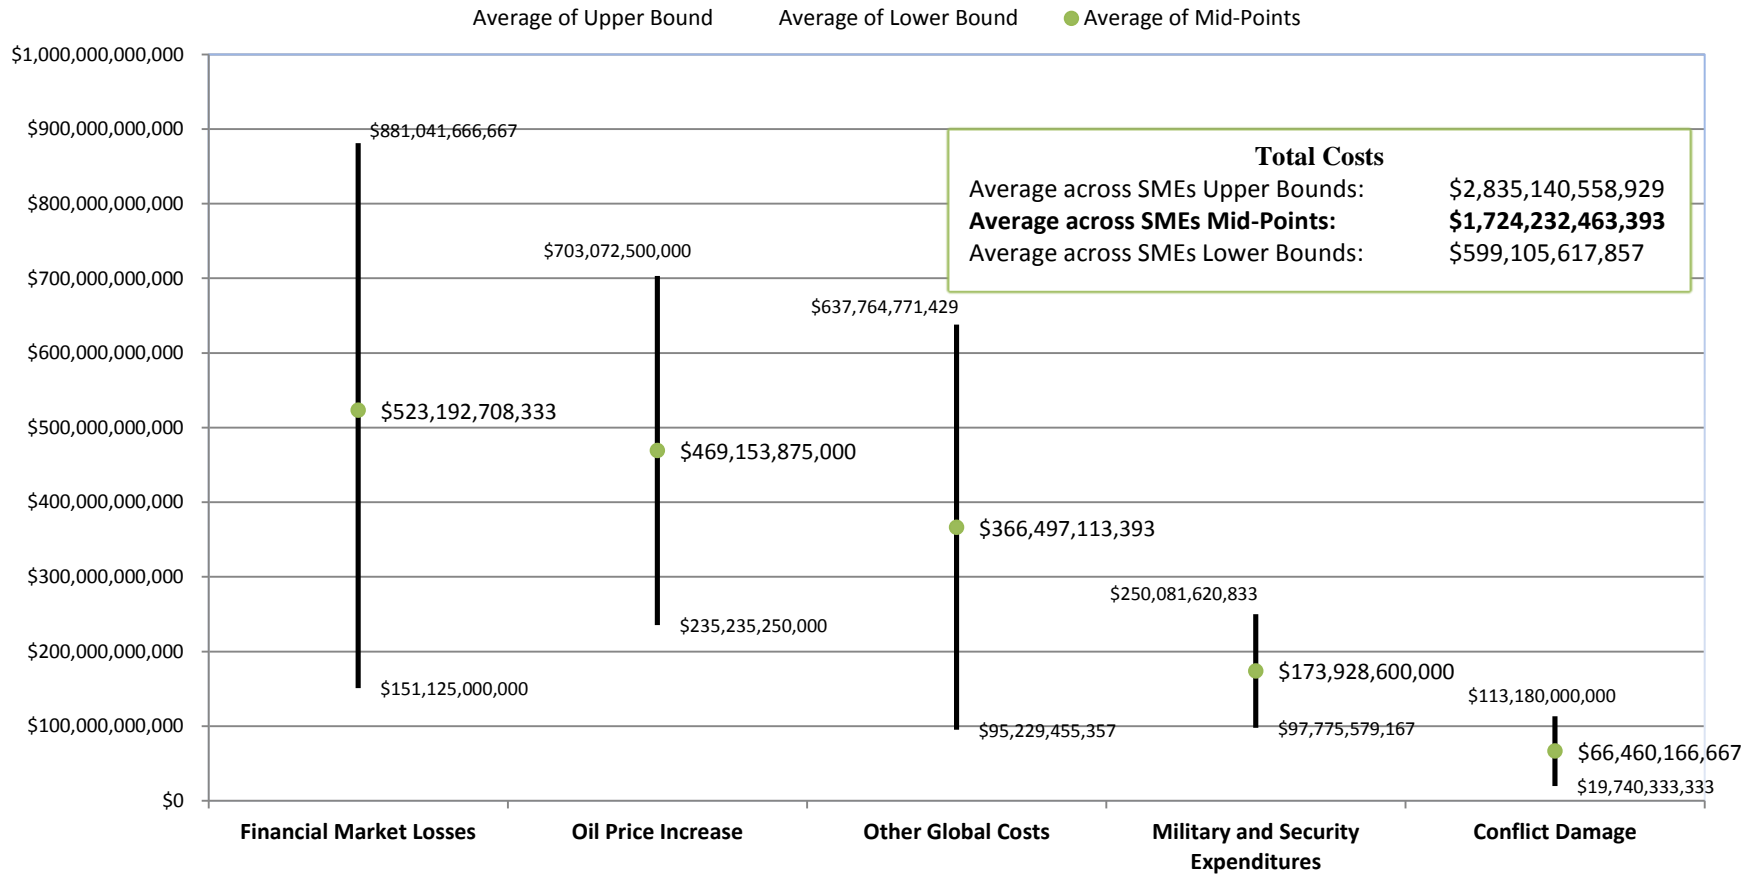 Average of Upper Bound Average of Lower Bound Average of Mid-Points
$1,000,000,000,000
$900,000,000,000
$800,000,000,000
$700,000,000,000
$600,000,000,000
$500,000,000,000
$400,000,000,000
$300,000,000,000
$200,000,000,000
$100,000,000,000
$0
$881,041,666,667
$523,192,708,333
$151,125,000,000
$703,072,500,000
$469,153,875,000
$235,235,250,000
$637,764,771,429
$366,497,113,393
$95,229,455,357
$250,081,620,833
$173,928,600,000
$97,775,579,167
$113,180,000,000
$66,460,166,667
$19,740,333,333
Total Costs
Average across SMEs Upper Bounds: $2,835,140,558,929
Average across SMEs Mid-Points: $1,724,232,463,393
Average across SMEs Lower Bounds: $599,105,617,857
Financial Market Losses
Oil Price Increase
Other Global Costs
Military and Security
Expenditures
Conflict Damage